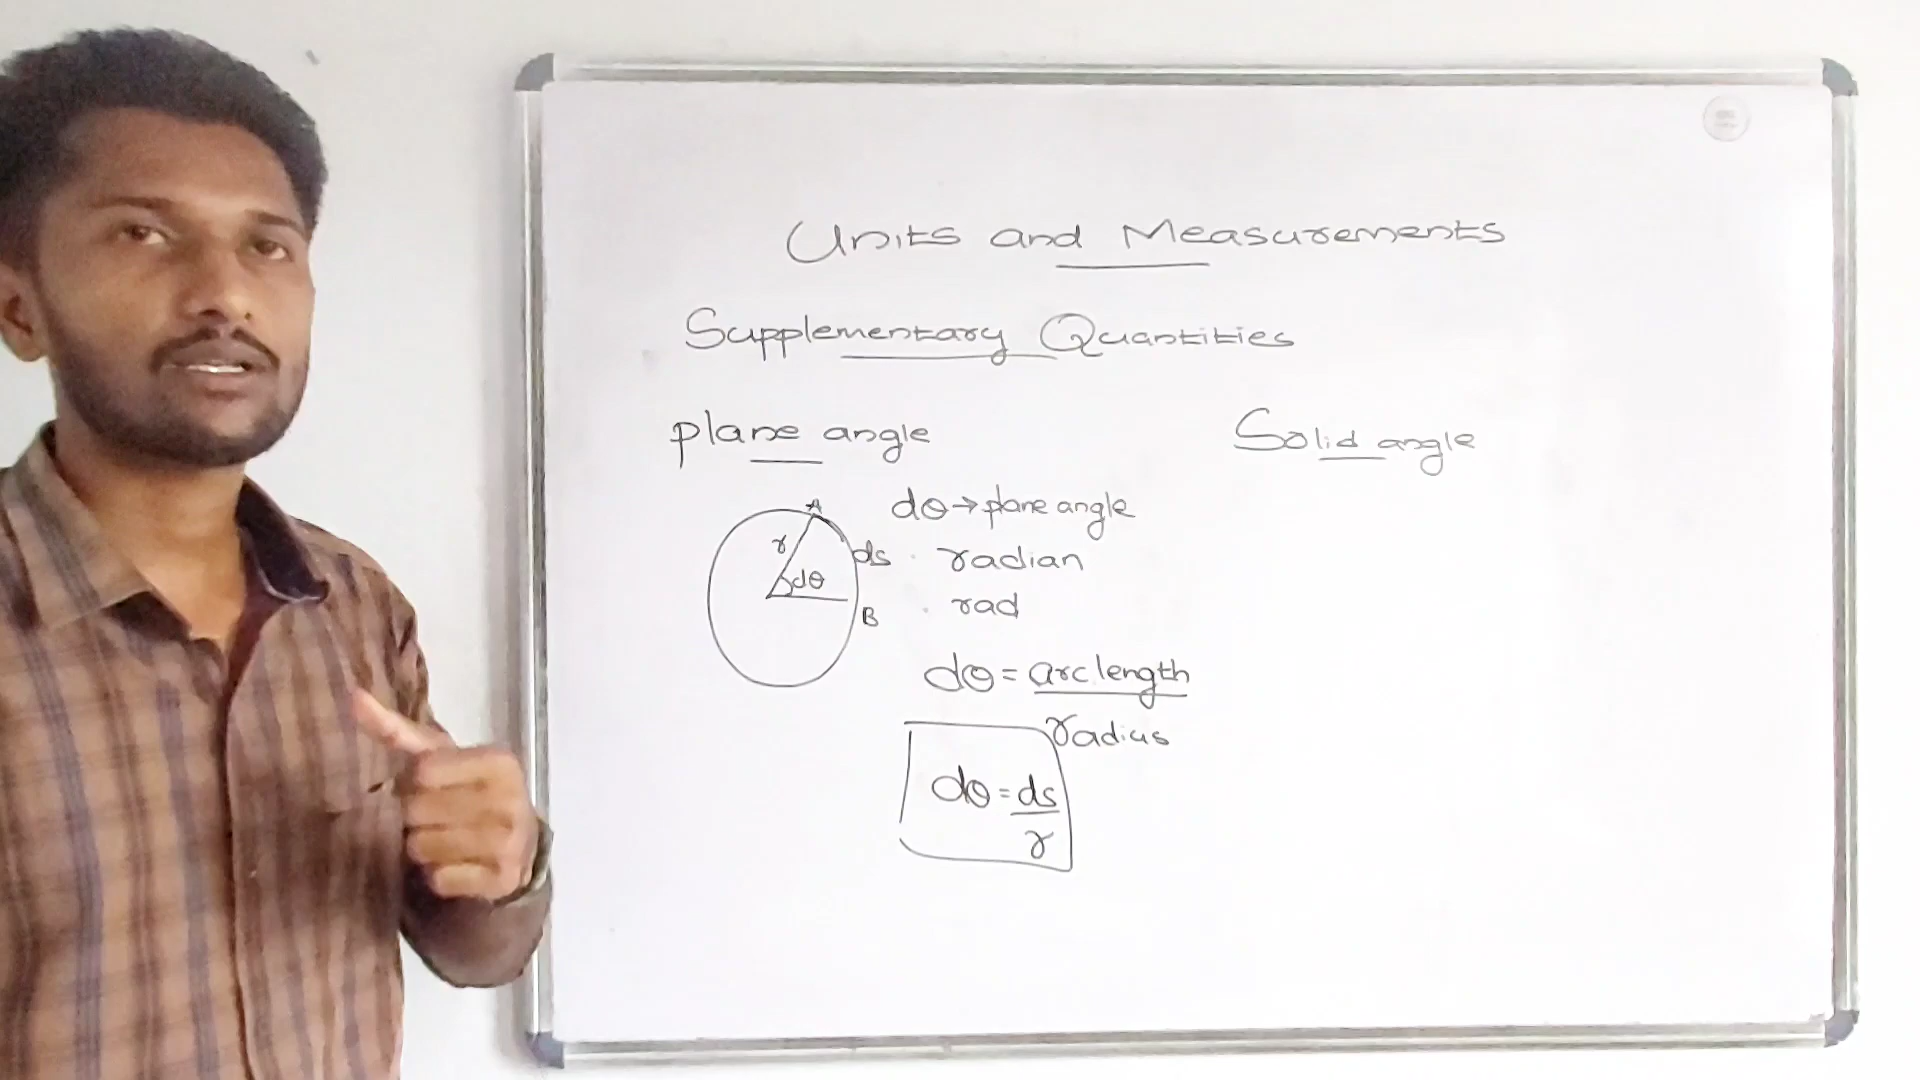 Units and Measurements
Supplementary Quantities
plane angle
Solid angle
A
r
dθ
ds
B
dθ→plane angle
radian
rad
dθ = arc length
radius
dθ = ds
r